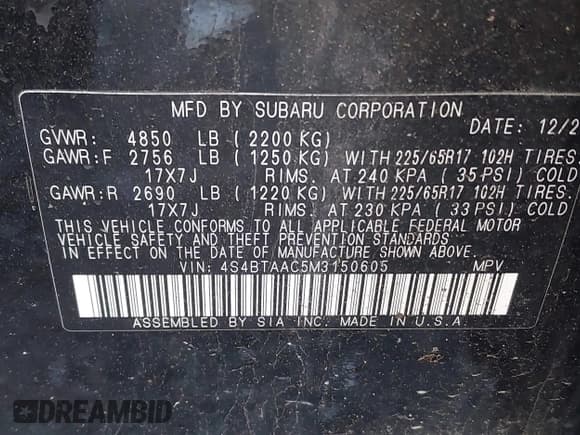 MFD BY SUBARU CORPORATION
DATE: 12/2
GVWR: 4850 LB (2200 KG)
GAWR:F 2756 LB (1250 KG) WITH 225/65R17 102H TIRES
17X7J RIMS. AT 240 KPA (35 PSI) COLD
GAWR:R 2690 LB (1220 KG) WITH 225/65R17 102H TIRES.
17X7J RIMS. AT 230 KPA (33 PSI) COLD
THIS VEHICLE CONFORMS TO ALL APPLICABLE FEDERAL MOTOR
VEHICLE SAFETY AND THEFT PREVENTION STANDARDS
IN EFFECT ON THE DATE OF MANUFACTURE SHOWN ABOVE.
VIN: 4S4BTAAC5M3150605 MPV
ASSEMBLED BY SIA INC. MADE IN U.S.A.
DREAMBID